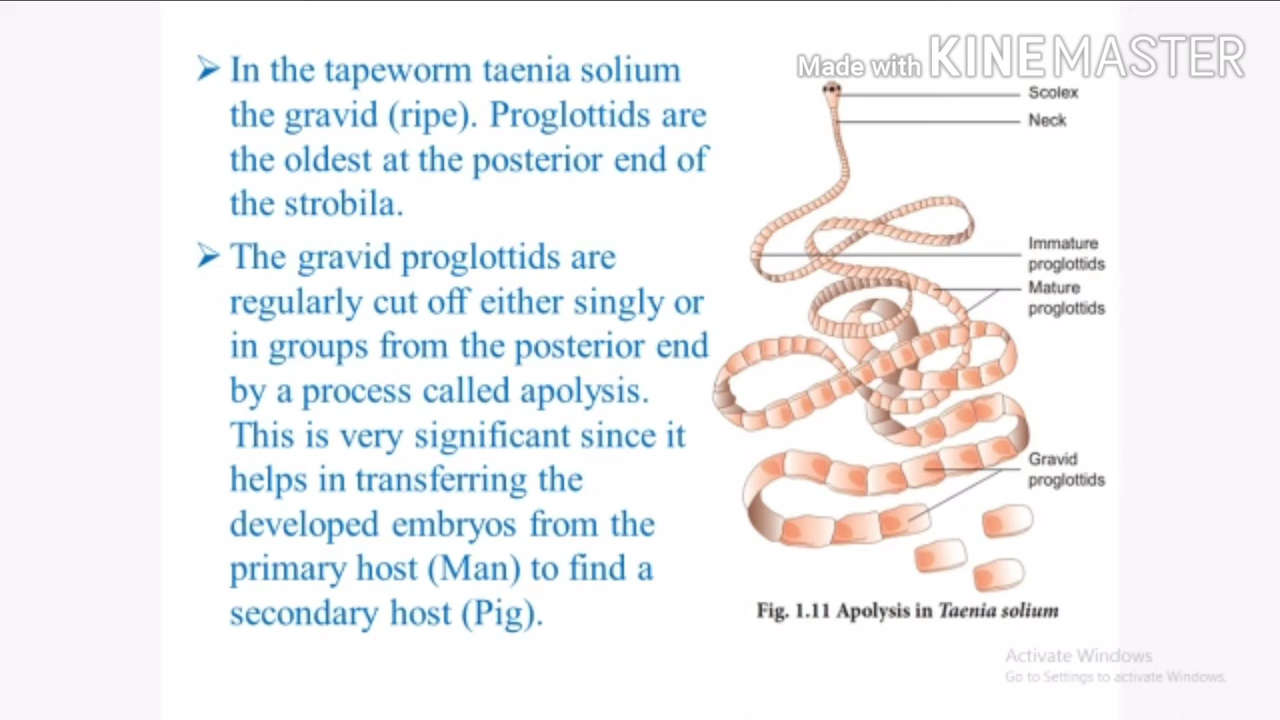 Made with KINEMASTER
➢ In the tapeworm taenia solium
the gravid (ripe). Proglottids are
the oldest at the posterior end of
the strobila.
➢ The gravid proglottids are
regularly cut off either singly or
in groups from the posterior end
by a process called apolysis.
This is very significant since it
helps in transferring the
developed embryos from the
primary host (Man) to find a
secondary host (Pig).
Scolex
Neck
Immature
proglottids
Mature
proglottids
Gravid
proglottids
Fig. 1.11 Apolysis in Taenia solium
Activate Windows
Go to Settings to activate Windows.